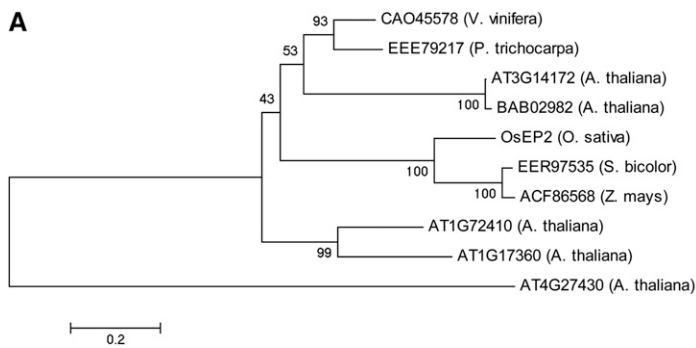 A
93
CAO45578 (V. vinifera)
EEE79217 (P. trichocarpa)
53
AT3G14172 (A. thaliana)
100
BAB02982 (A. thaliana)
43
OsEP2 (O. sativa)
100
EER97535 (S. bicolor)
100
ACF86568 (Z. mays)
AT1G72410 (A. thaliana)
99
AT1G17360 (A. thaliana)
AT4G27430 (A. thaliana)
0.2